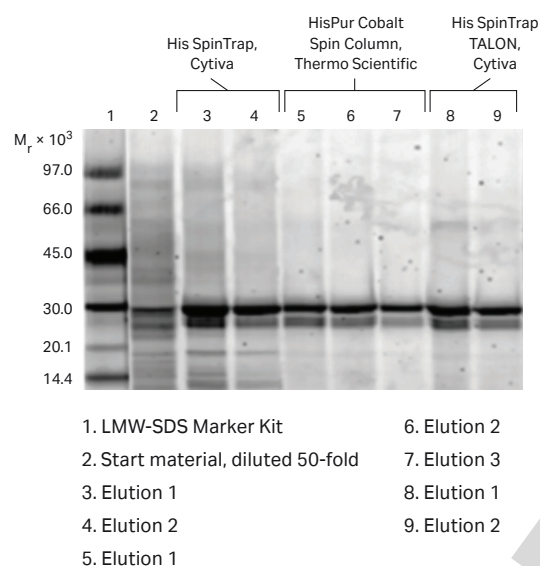 His SpinTrap,
Cytiva
HisPur Cobalt
Spin Column,
Thermo Scientific
His SpinTrap
TALON,
Cytiva
1 2 3 4 5 6 7 8 9
Mr × 10³
97.0
66.0
45.0
30.0
20.1
14.4
1. LMW-SDS Marker Kit
2. Start material, diluted 50-fold
3. Elution 1
4. Elution 2
5. Elution 1
6. Elution 2
7. Elution 3
8. Elution 1
9. Elution 2